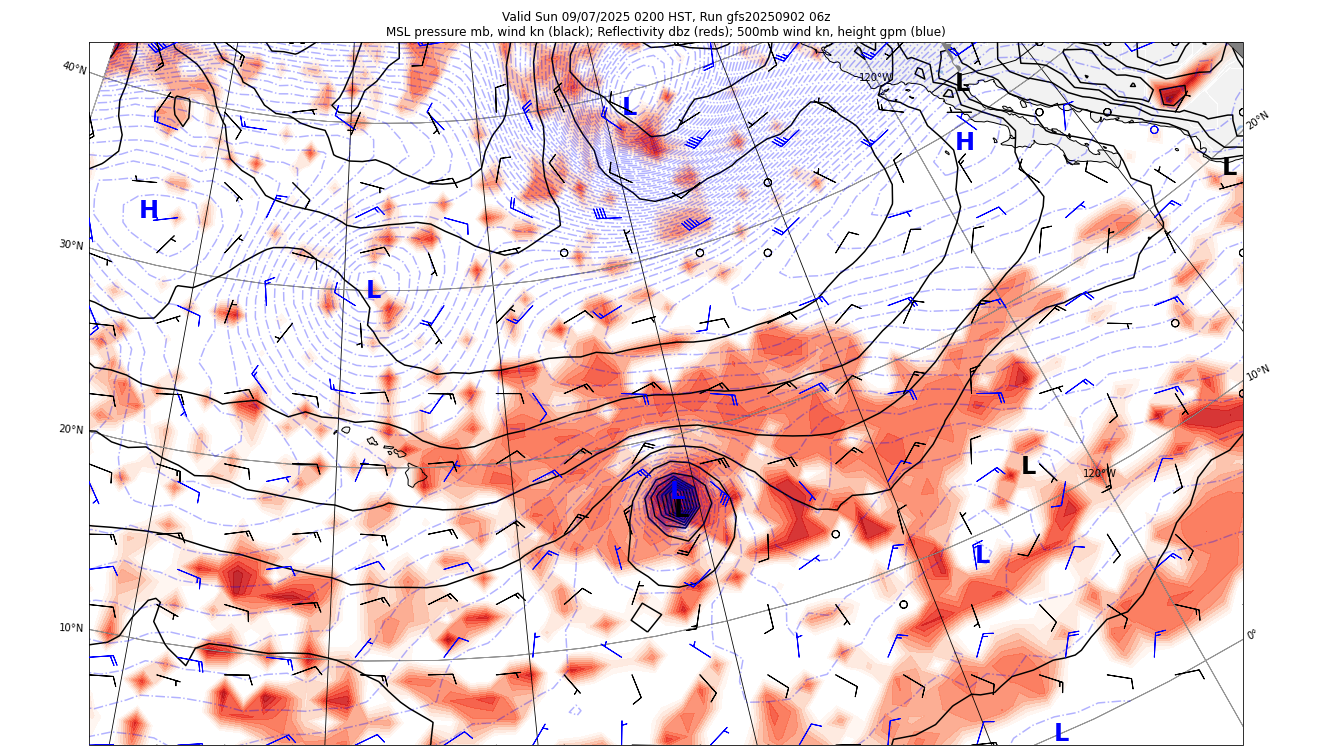 Valid Sun 09/07/2025 0200 HST, Run gfs20250902 06z
MSL pressure mb, wind kn (black); Reflectivity dbz (reds); 500mb wind kn, height gpm (blue)
40°N
120°W
L
L
20°N
H
L
H
30°N
L
10°N
20°N
L
120°W
L
L
L
10°N
0°
L